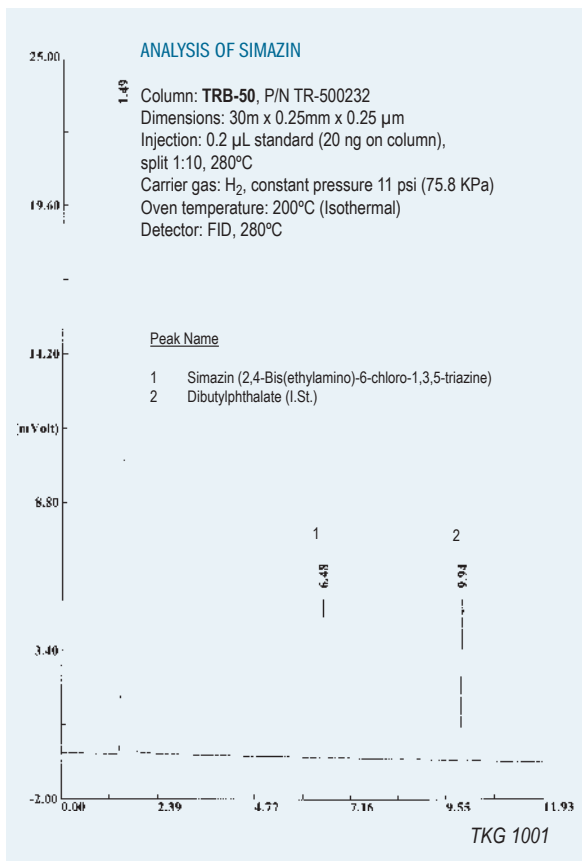 ANALYSIS OF SIMAZIN
25.00
1.49
Column: TRB-50, P/N TR-500232
Dimensions: 30m x 0.25mm x 0.25 µm
Injection: 0.2 µL standard (20 ng on column),
split 1:10, 280ºC
Carrier gas: H₂, constant pressure 11 psi (75.8 KPa)
19.60
Oven temperature: 200ºC (Isothermal)
Detector: FID, 280ºC
Peak Name
14.20
1 Simazin (2,4-Bis(ethylamino)-6-chloro-1,3,5-triazine)
2 Dibutylphthalate (I.St.)
(mVolt)
8.80
1 2
6.48 9.94
3.40
-2.00
0.00 2.39 4.77 7.16 9.55 11.93
TKG 1001